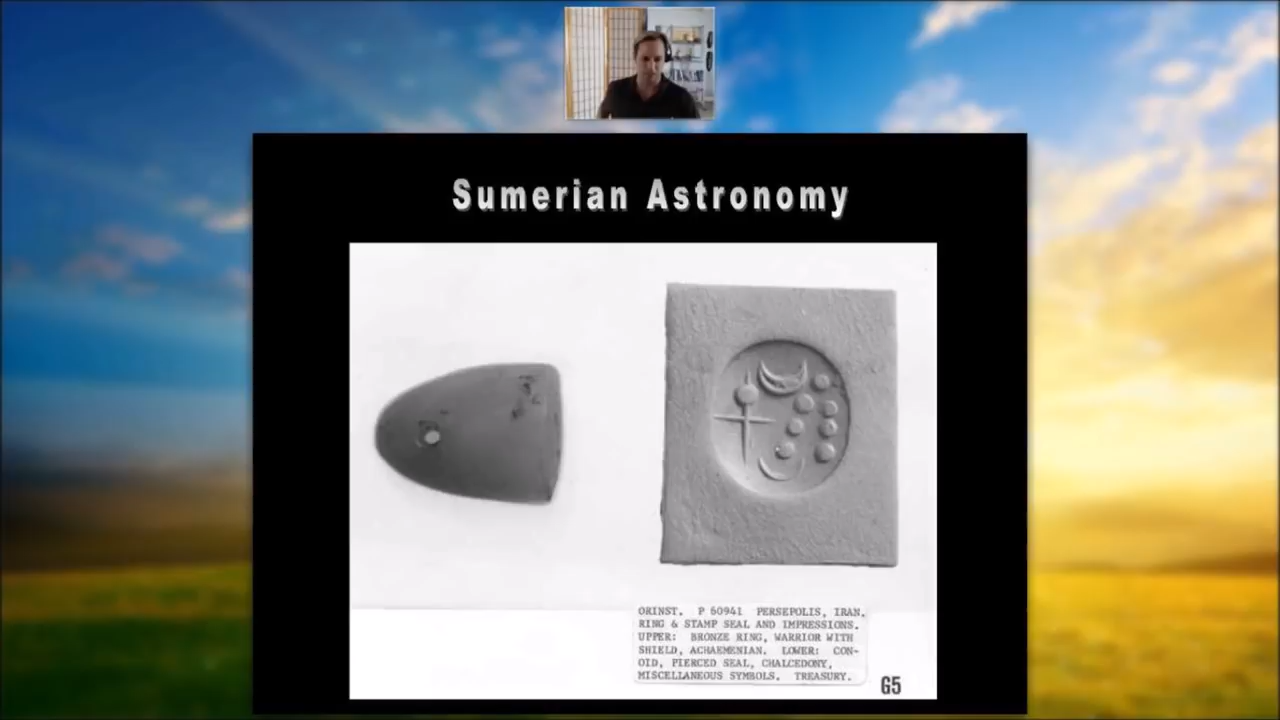 Sumerian Astronomy
ORINST. P 60941 PERSEPOLIS, IRAN.
RING & STAMP SEAL AND IMPRESSIONS.
UPPER: BRONZE RING, WARRIOR WITH
SHIELD, ACHAEMENIAN. LOWER: CON-
OID, PIERCED SEAL, CHALCEDONY,
MISCELLANEOUS SYMBOLS. TREASURY.
G5